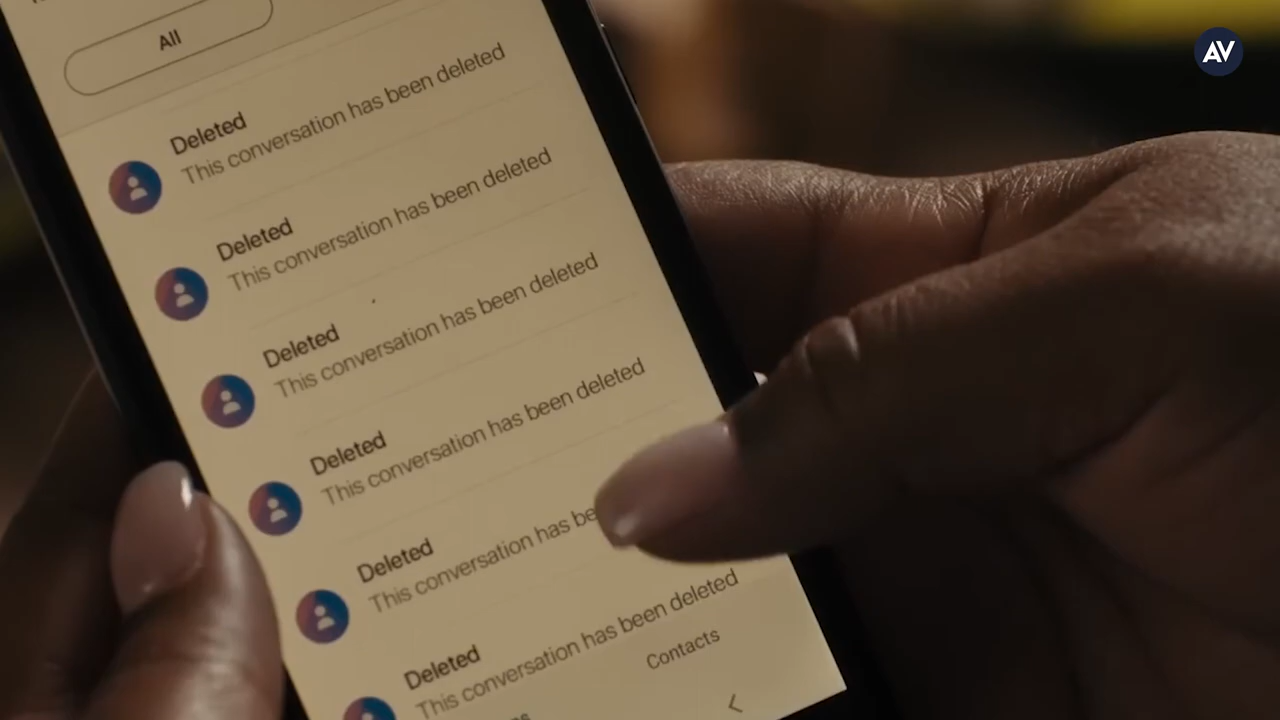 AV
All
Deleted
This conversation has been deleted
Deleted
This conversation has been deleted
Deleted
This conversation has been deleted
Deleted
This conversation has been deleted
Deleted
This conversation has
Deleted
This conversation has been deleted
Contacts